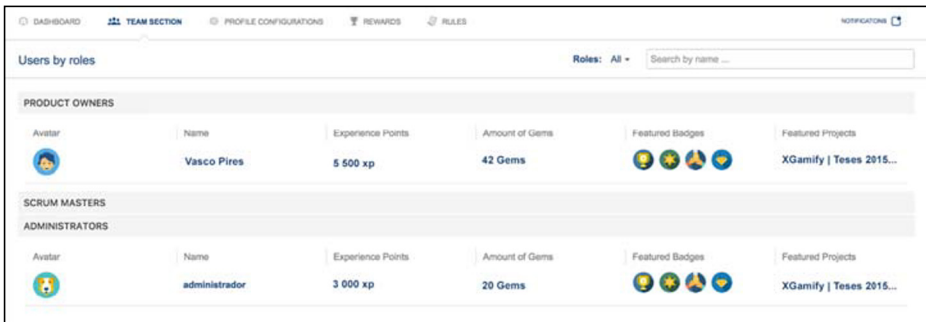 DASHBOARD TEAM SECTION PROFILE CONFIGURATIONS REWARDS RULES NOTIFICATIONS
Users by roles Roles: All Search by name ...
PRODUCT OWNERS
Avatar Name Experience Points Amount of Gems Featured Badges Featured Projects
Vasco Pires 5 500 xp 42 Gems XGamify | Teses 2015...
SCRUM MASTERS
ADMINISTRATORS
Avatar Name Experience Points Amount of Gems Featured Badges Featured Projects
administrador 3 000 xp 20 Gems XGamify | Teses 2015...